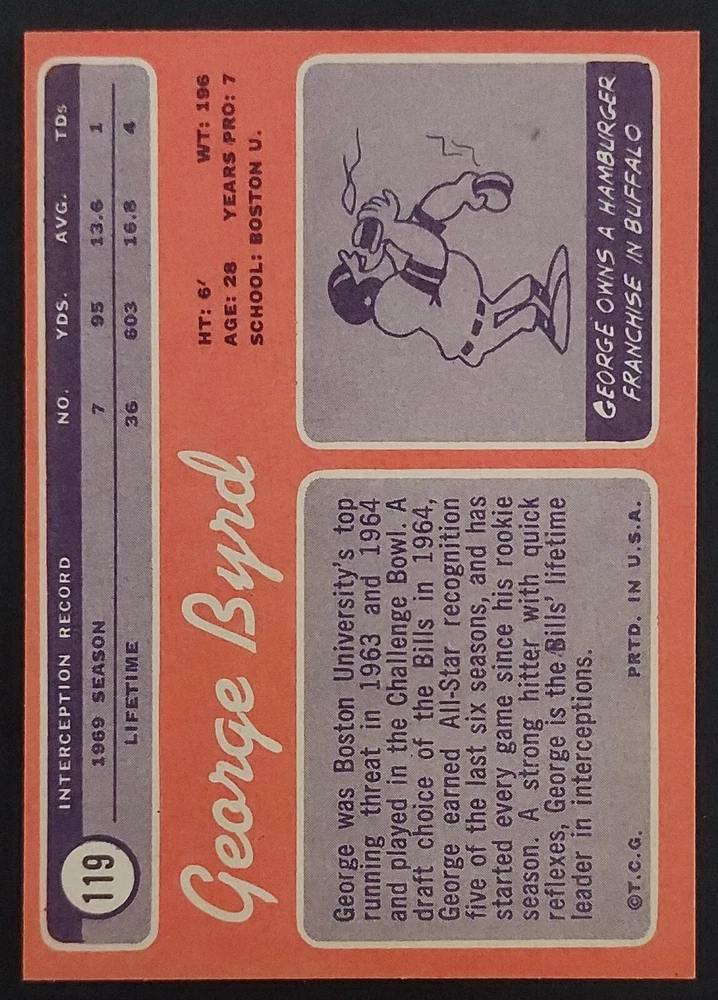 119
INTERCEPTION RECORD NO. YDS. AVG. TDs
1969 SEASON 7 95 13.6 1
LIFETIME 36 603 16.8 4
George Byrd
HT: 6' WT: 196
AGE: 28 YEARS PRO: 7
SCHOOL: BOSTON U.
George was Boston University's top
running threat in 1963 and 1964
and played in the Challenge Bowl. A
draft choice of the Bills in 1964,
George earned All-Star recognition
five of the last six seasons, and has
started every game since his rookie
season. A strong hitter with quick
reflexes, George is the Bills' lifetime
leader in interceptions.
©T.C.G. PRTD. IN U.S.A.
GEORGE OWNS A HAMBURGER
FRANCHISE IN BUFFALO